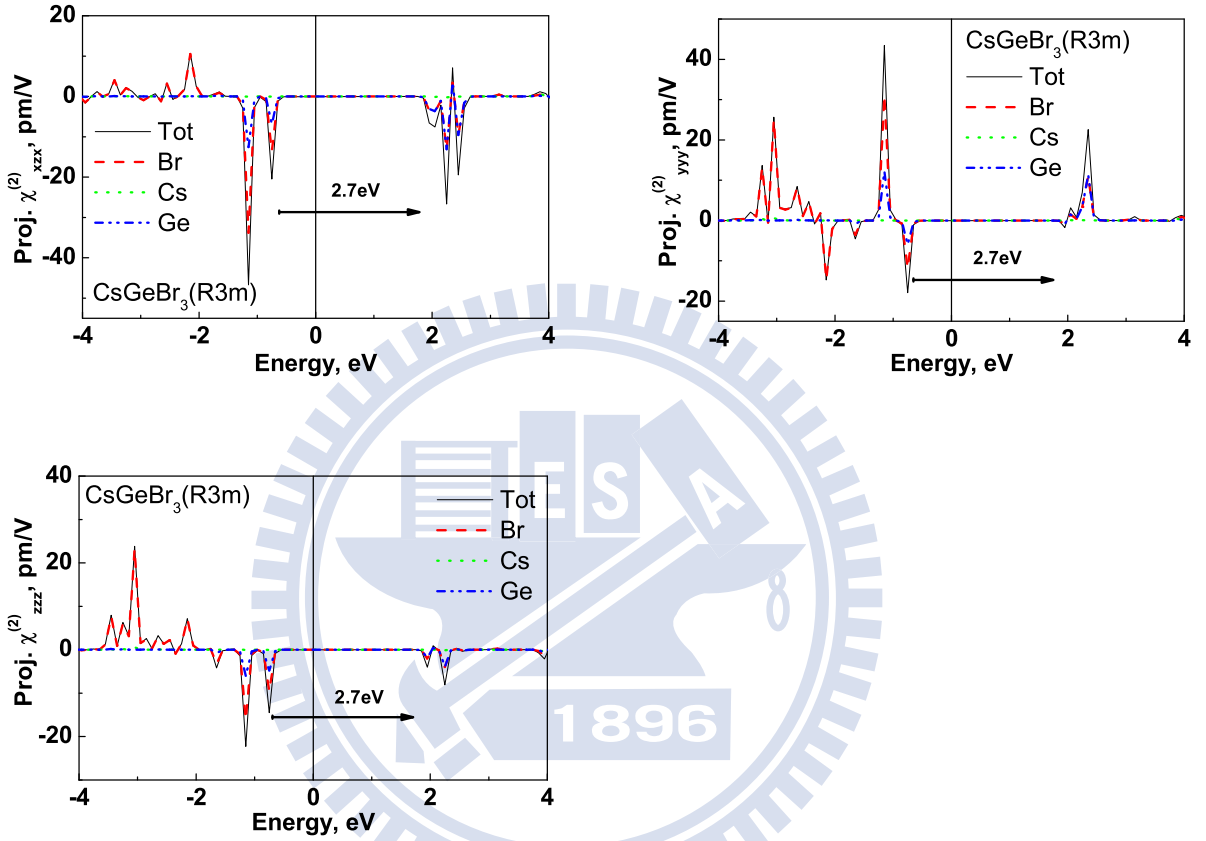 20
0
-20
-40
Proj. χ(2)xzx, pm/V
Tot
Br
Cs
Ge
2.7eV
CsGeBr3(R3m)
-4 -2 0 2 4
Energy, eV
40
20
0
-20
Proj. χ(2)yyy, pm/V
CsGeBr3(R3m)
Tot
Br
Cs
Ge
2.7eV
-4 -2 0 2 4
Energy, eV
40
20
0
-20
Proj. χ(2)zzz, pm/V
CsGeBr3(R3m)
Tot
Br
Cs
Ge
2.7eV
-4 -2 0 2 4
Energy, eV
E S A
1896